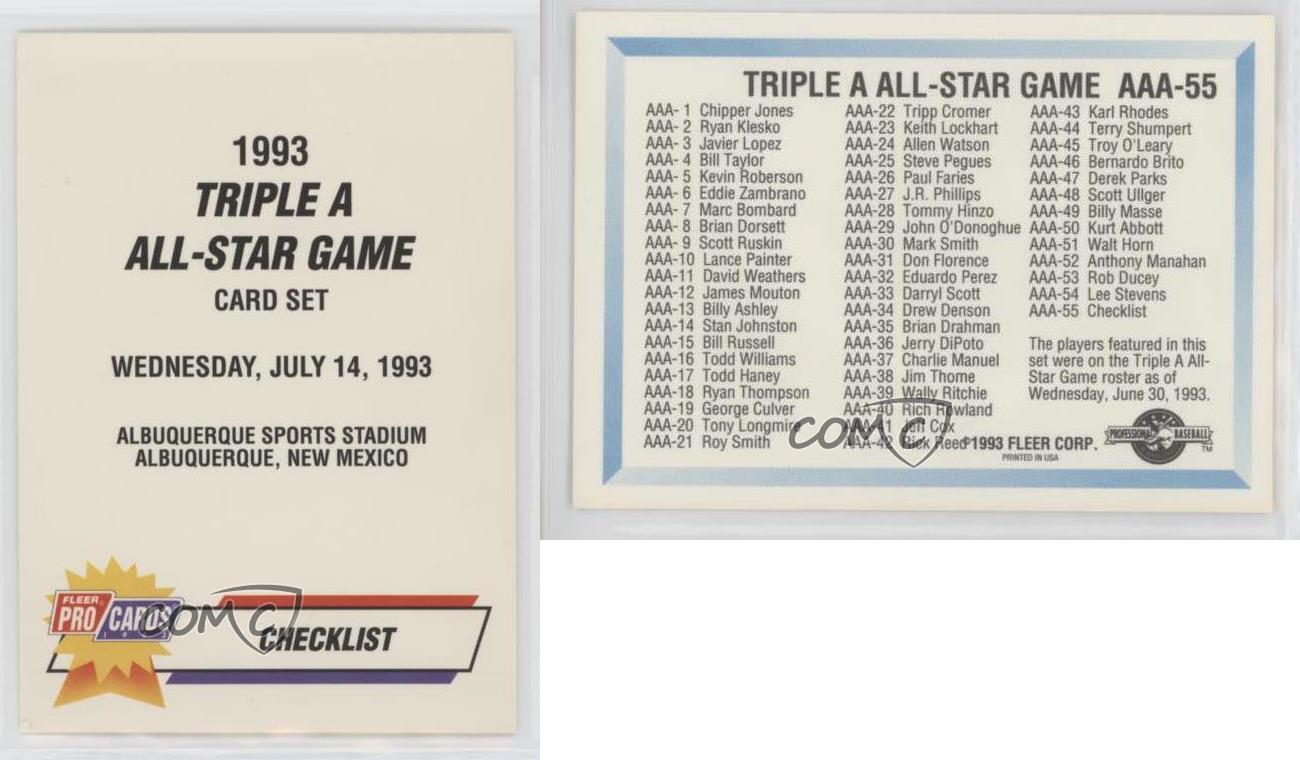 1993
TRIPLE A
ALL-STAR GAME
CARD SET
WEDNESDAY, JULY 14, 1993
ALBUQUERQUE SPORTS STADIUM
ALBUQUERQUE, NEW MEXICO
FLEER
PRO CARDS
1993
COMC
CHECKLIST
TRIPLE A ALL-STAR GAME AAA-55
AAA- 1 Chipper Jones
AAA- 2 Ryan Klesko
AAA- 3 Javier Lopez
AAA- 4 Bill Taylor
AAA- 5 Kevin Roberson
AAA- 6 Eddie Zambrano
AAA- 7 Marc Bombard
AAA- 8 Brian Dorsett
AAA- 9 Scott Ruskin
AAA-10 Lance Painter
AAA-11 David Weathers
AAA-12 James Mouton
AAA-13 Billy Ashley
AAA-14 Stan Johnston
AAA-15 Bill Russell
AAA-16 Todd Williams
AAA-17 Todd Haney
AAA-18 Ryan Thompson
AAA-19 George Culver
AAA-20 Tony Longmire
AAA-21 Roy Smith
AAA-22 Tripp Cromer
AAA-23 Keith Lockhart
AAA-24 Allen Watson
AAA-25 Steve Pegues
AAA-26 Paul Faries
AAA-27 J.R. Phillips
AAA-28 Tommy Hinzo
AAA-29 John O'Donoghue
AAA-30 Mark Smith
AAA-31 Don Florence
AAA-32 Eduardo Perez
AAA-33 Darryl Scott
AAA-34 Drew Denson
AAA-35 Brian Drahman
AAA-36 Jerry DiPoto
AAA-37 Charlie Manuel
AAA-38 Jim Thome
AAA-39 Wally Ritchie
AAA-40 Rich Rowland
AAA-41 Jeff Cox
AAA-42 Rick Reed
AAA-43 Karl Rhodes
AAA-44 Terry Shumpert
AAA-45 Troy O'Leary
AAA-46 Bernardo Brito
AAA-47 Derek Parks
AAA-48 Scott Ullger
AAA-49 Billy Masse
AAA-50 Kurt Abbott
AAA-51 Walt Horn
AAA-52 Anthony Manahan
AAA-53 Rob Ducey
AAA-54 Lee Stevens
AAA-55 Checklist
The players featured in this
set were on the Triple A All-
Star Game roster as of
Wednesday, June 30, 1993.
COMC
©1993 FLEER CORP.
PRINTED IN USA
PROFESSIONAL BASEBALL
TM